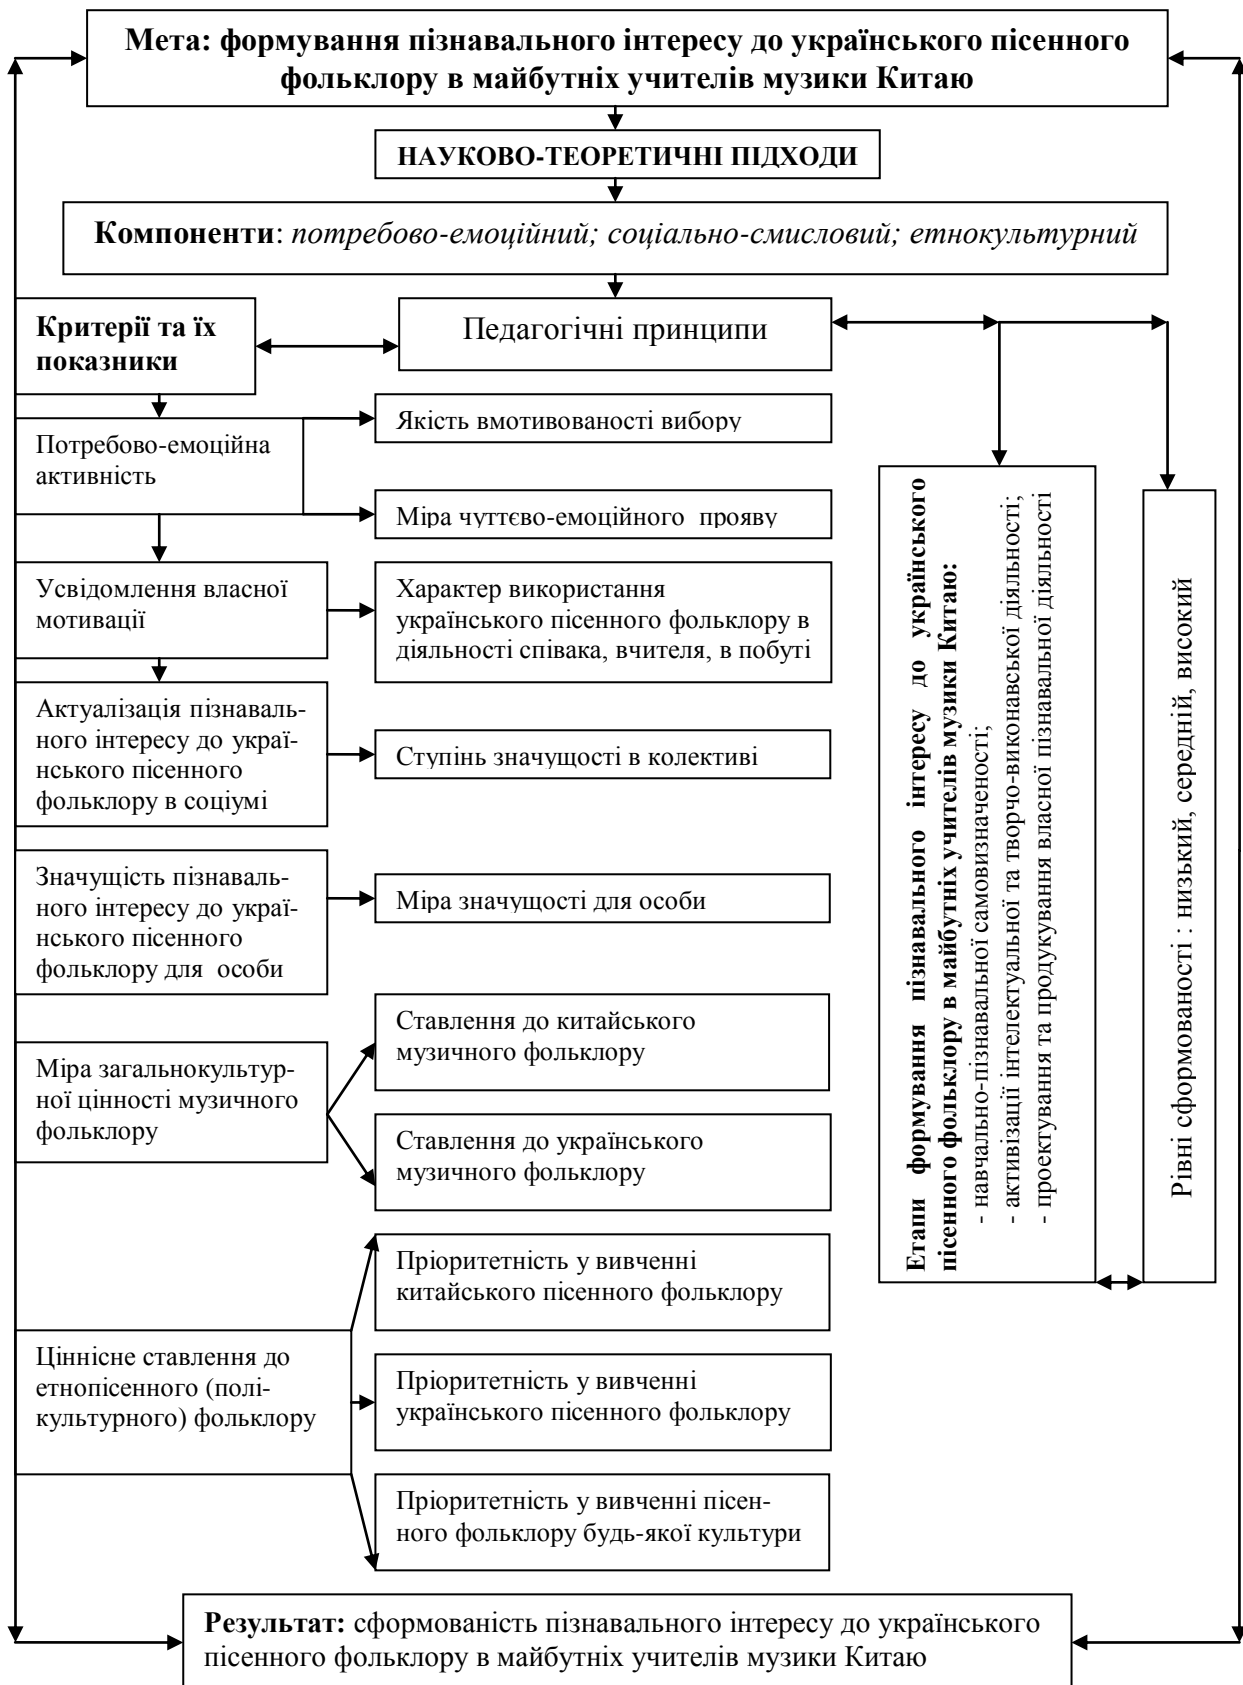 Мета: формування пізнавального інтересу до українського пісенного
фольклору в майбутніх учителів музики Китаю
НАУКОВО-ТЕОРЕТИЧНІ ПІДХОДИ
Компоненти: потребово-емоційний; соціально-смисловий; етнокультурний
Критерії та їх
показники
Педагогічні принципи
Потребово-емоційна
активність
Якість вмотивованості вибору
Міра чуттєво-емоційного прояву
Усвідомлення власної
мотивації
Характер використання
українського пісенного фольклору в
діяльності співака, вчителя, в побуті
Актуалізація пізнаваль-
ного інтересу до украї-
нського пісенного
фольклору в соціумі
Ступінь значущості в колективі
Значущість пізнаваль-
ного інтересу до украї-
нського пісенного
фольклору для особи
Міра значущості для особи
Міра загальнокультур-
ної цінності музичного
фольклору
Ставлення до китайського
музичного фольклору
Ставлення до українського
музичного фольклору
Ціннісне ставлення до
етнопісенного (полі-
культурного) фольклору
Пріоритетність у вивченні
китайського пісенного фольклору
Пріоритетність у вивченні
українського пісенного фольклору
Пріоритетність у вивченні пісен-
ного фольклору будь-якої культури
Етапи формування пізнавального інтересу до українського
пісенного фольклору в майбутніх учителів музики Китаю:
- навчально-пізнавальної самовизначеності;
- активізації інтелектуальної та творчо-виконавської діяльності;
- проектування та продукування власної пізнавальної діяльності
Рівні сформованості : низький, середній, високий
Результат: сформованість пізнавального інтересу до українського
пісенного фольклору в майбутніх учителів музики Китаю